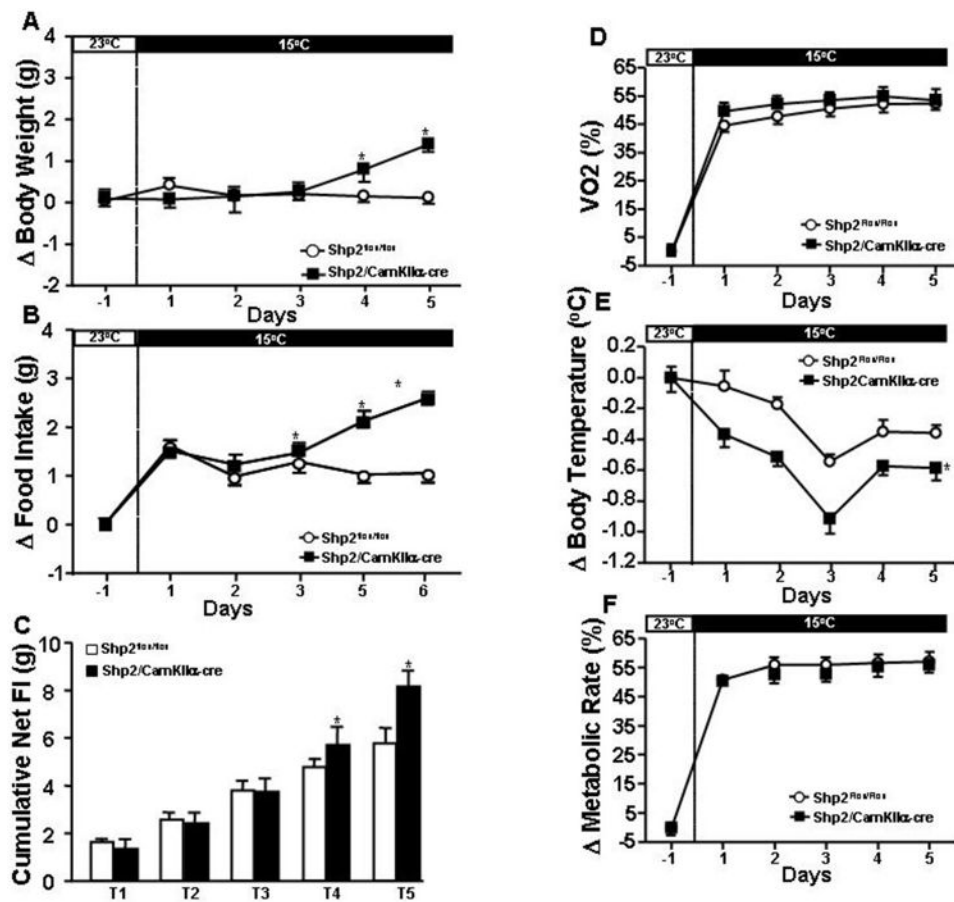 A
23°C 15°C
Δ Body Weight (g)
4
3
2
1
0
-1
-2
Shp2flox/flox
Shp2/CamKIIα-cre
-1 1 2 3 4 5
* *
Days
B
23°C 15°C
Δ Food Intake (g)
4
3
2
1
0
-1
* * *
Shp2flox/flox
Shp2/CamKIIα-cre
-1 1 2 3 5 6
Days
C
Cumulative Net FI (g)
10
8
6
4
2
0
Shp2flox/flox
Shp2/CamKIIα-cre
* *
T1 T2 T3 T4 T5
D
23°C 15°C
VO2 (%)
65
55
45
35
25
15
5
-5
Shp2Flox/Flox
Shp2/CamKIIα-cre
-1 1 2 3 4 5
Days
E
23°C 15°C
Δ Body Temperature (°C)
0.2
0.0
-0.2
-0.4
-0.6
-0.8
-1.0
-1.2
Shp2Flox/Flox
Shp2CamKIIα-cre
*
-1 1 2 3 4 5
Days
F
23°C 15°C
Δ Metabolic Rate (%)
65
55
45
35
25
15
5
-5
Shp2Flox/Flox
Shp2/CamKIIα-cre
-1 1 2 3 4 5
Days